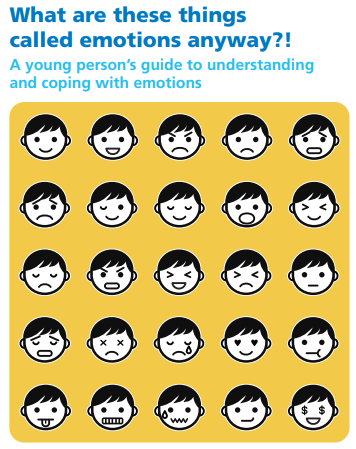 What are these things
called emotions anyway?!
A young person's guide to understanding
and coping with emotions